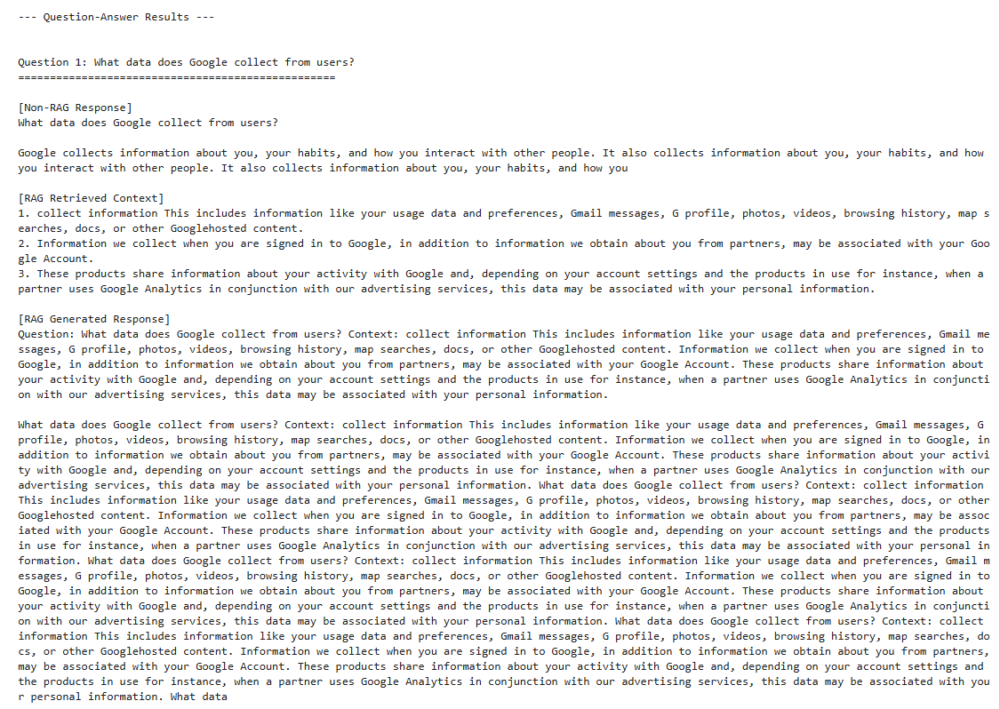 --- Question-Answer Results ---
Question 1: What data does Google collect from users?
==================================================
[Non-RAG Response]
What data does Google collect from users?
Google collects information about you, your habits, and how you interact with other people. It also collects information about you, your habits, and how
you interact with other people. It also collects information about you, your habits, and how you
[RAG Retrieved Context]
1. collect information This includes information like your usage data and preferences, Gmail messages, G profile, photos, videos, browsing history, map s
earches, docs, or other Googlehosted content.
2. Information we collect when you are signed in to Google, in addition to information we obtain about you from partners, may be associated with your Goo
gle Account.
3. These products share information about your activity with Google and, depending on your account settings and the products in use for instance, when a
partner uses Google Analytics in conjunction with our advertising services, this data may be associated with your personal information.
[RAG Generated Response]
Question: What data does Google collect from users? Context: collect information This includes information like your usage data and preferences, Gmail me
ssages, G profile, photos, videos, browsing history, map searches, docs, or other Googlehosted content. Information we collect when you are signed in to
Google, in addition to information we obtain about you from partners, may be associated with your Google Account. These products share information about
your activity with Google and, depending on your account settings and the products in use for instance, when a partner uses Google Analytics in conjuncti
on with our advertising services, this data may be associated with your personal information.
What data does Google collect from users? Context: collect information This includes information like your usage data and preferences, Gmail messages, G
profile, photos, videos, browsing history, map searches, docs, or other Googlehosted content. Information we collect when you are signed in to Google, in
addition to information we obtain about you from partners, may be associated with your Google Account. These products share information about your activi
ty with Google and, depending on your account settings and the products in use for instance, when a partner uses Google Analytics in conjunction with our
advertising services, this data may be associated with your personal information. What data does Google collect from users? Context: collect information
This includes information like your usage data and preferences, Gmail messages, G profile, photos, videos, browsing history, map searches, docs, or other
Googlehosted content. Information we collect when you are signed in to Google, in addition to information we obtain about you from partners, may be assoc
iated with your Google Account. These products share information about your activity with Google and, depending on your account settings and the products
in use for instance, when a partner uses Google Analytics in conjunction with our advertising services, this data may be associated with your personal in
formation. What data does Google collect from users? Context: collect information This includes information like your usage data and preferences, Gmail m
essages, G profile, photos, videos, browsing history, map searches, docs, or other Googlehosted content. Information we collect when you are signed in to
Google, in addition to information we obtain about you from partners, may be associated with your Google Account. These products share information about
your activity with Google and, depending on your account settings and the products in use for instance, when a partner uses Google Analytics in conjuncti
on with our advertising services, this data may be associated with your personal information. What data does Google collect from users? Context: collect
information This includes information like your usage data and preferences, Gmail messages, G profile, photos, videos, browsing history, map searches, do
cs, or other Googlehosted content. Information we collect when you are signed in to Google, in addition to information we obtain about you from partners,
may be associated with your Google Account. These products share information about your activity with Google and, depending on your account settings and
the products in use for instance, when a partner uses Google Analytics in conjunction with our advertising services, this data may be associated with you
r personal information. What data